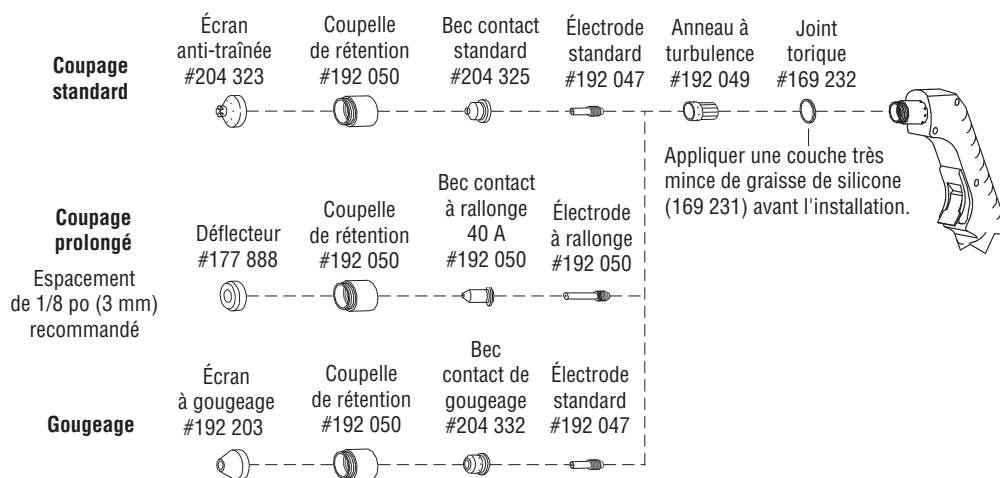 Coupage
standard
Écran
anti-traînée
#204 323
Coupelle
de rétention
#192 050
Bec contact
standard
#204 325
Électrode
standard
#192 047
Anneau à
turbulence
#192 049
Joint
torique
#169 232
Appliquer une couche très
mince de graisse de silicone
(169 231) avant l'installation.
Coupage
prolongé
Espacement
de 1/8 po (3 mm)
recommandé
Déflecteur
#177 888
Coupelle
de rétention
#192 050
Bec contact
à rallonge
40 A
#192 050
Électrode
à rallonge
#192 050
Gougeage
Écran
à gougeage
#192 203
Coupelle
de rétention
#192 050
Bec
contact de
gougeage
#204 332
Électrode
standard
#192 047